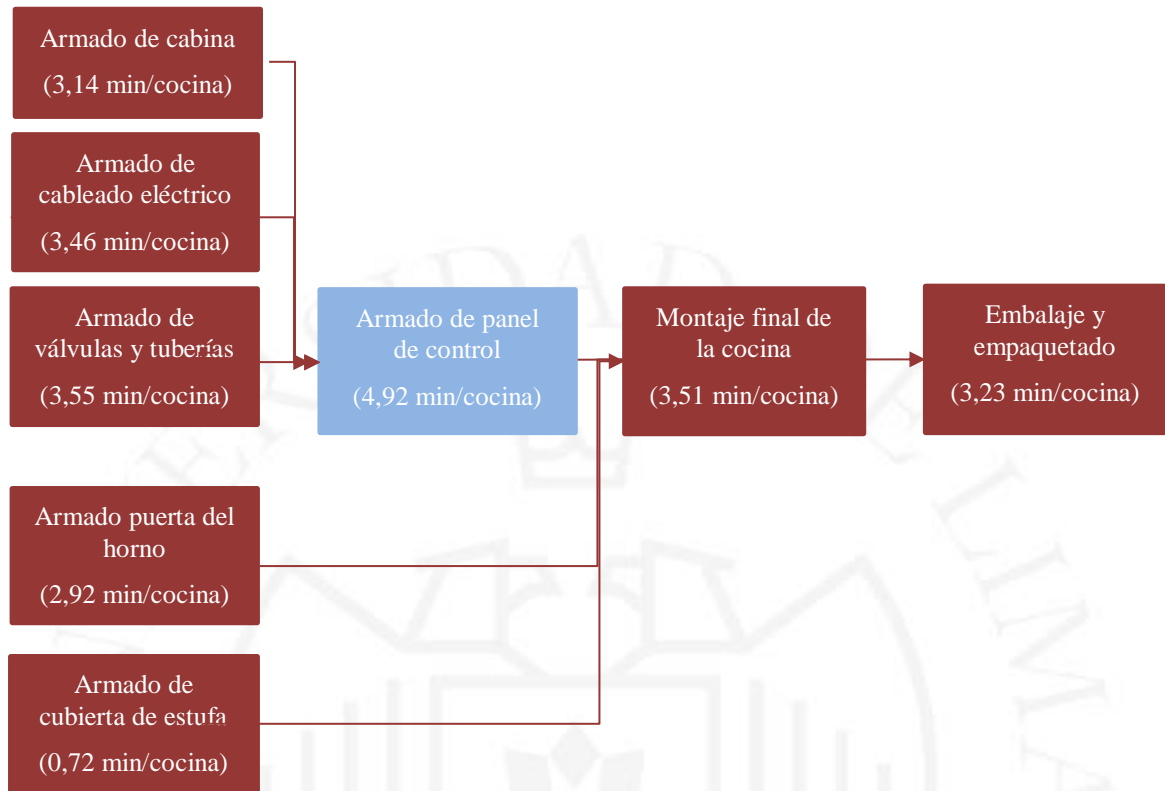 Armado de cabina
(3,14 min/cocina)
Armado de
cableado eléctrico
(3,46 min/cocina)
Armado de
válvulas y tuberías
(3,55 min/cocina)
Armado de panel
de control
(4,92 min/cocina)
Montaje final de
la cocina
(3,51 min/cocina)
Embalaje y
empaquetado
(3,23 min/cocina)
Armado puerta del
horno
(2,92 min/cocina)
Armado de
cubierta de estufa
(0,72 min/cocina)